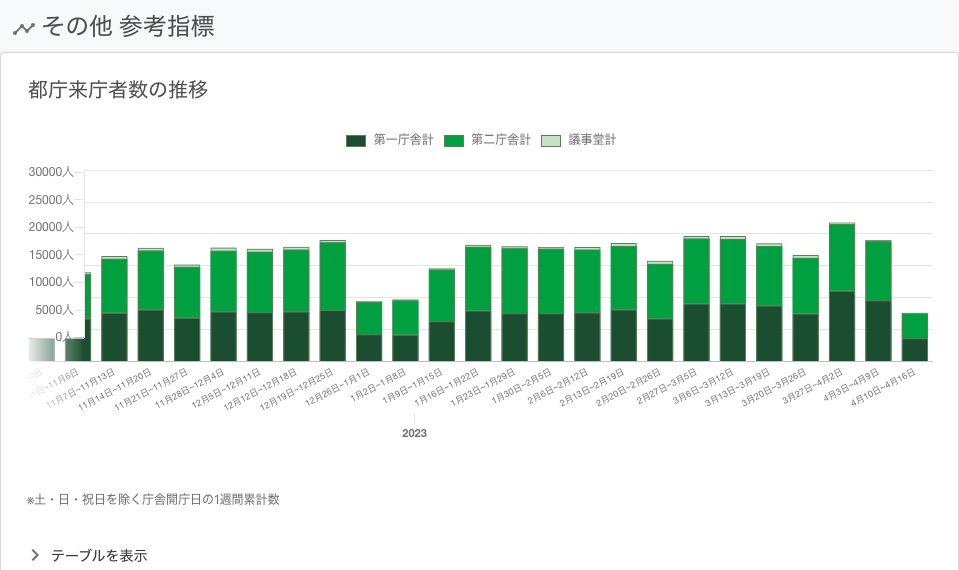 その他 参考指標
都庁来庁者数の推移
第一庁舎計 第二庁舎計 議事堂計
30000人
25000人
20000人
15000人
10000人
5000人
0人
11月7日~11月13日
11月14日~11月20日
11月21日~11月27日
11月28日~12月4日
12月5日~12月11日
12月12日~12月18日
12月19日~12月25日
12月26日~1月1日
1月2日~1月8日
1月9日~1月15日
1月16日~1月22日
1月23日~1月29日
1月30日~2月5日
2月6日~2月12日
2月13日~2月19日
2月20日~2月26日
2月27日~3月5日
3月6日~3月12日
3月13日~3月19日
3月20日~3月26日
3月27日~4月2日
4月3日~4月9日
4月10日~4月16日
2023
※土・日・祝日を除く庁舎開庁日の1週間累計数
テーブルを表示